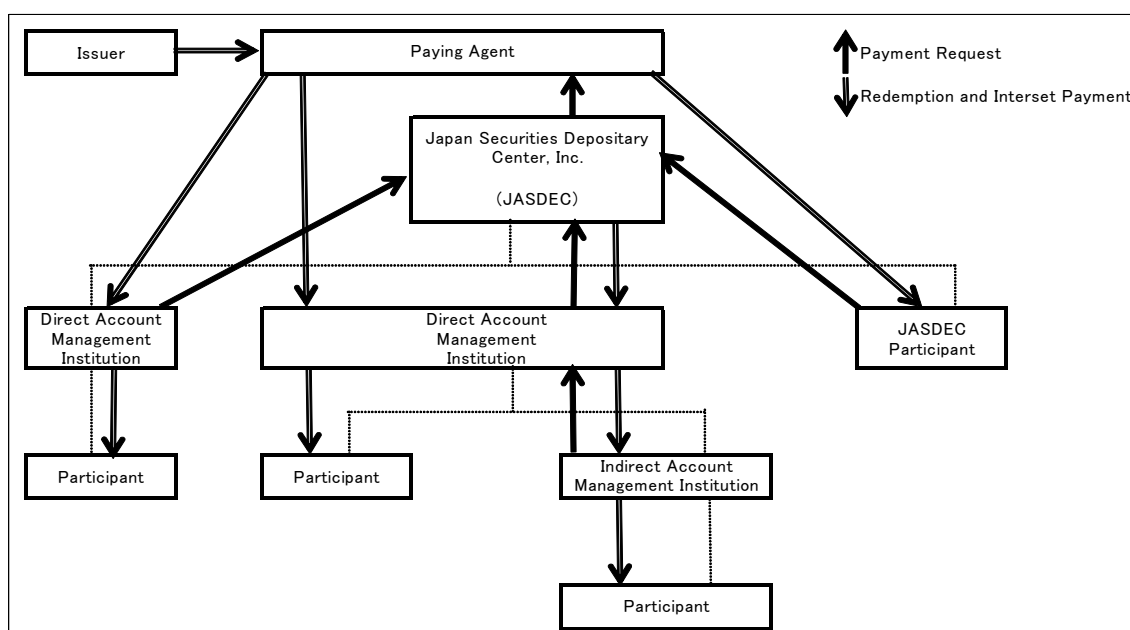 Issuer
Paying Agent
Payment Request
Redemption and Interset Payment
Japan Securities Depositary
Center, Inc.
（JASDEC）
Direct Account
Management
Institution
Direct Account
Management
Institution
JASDEC
Participant
Participant
Participant
Indirect Account
Management Institution
Participant